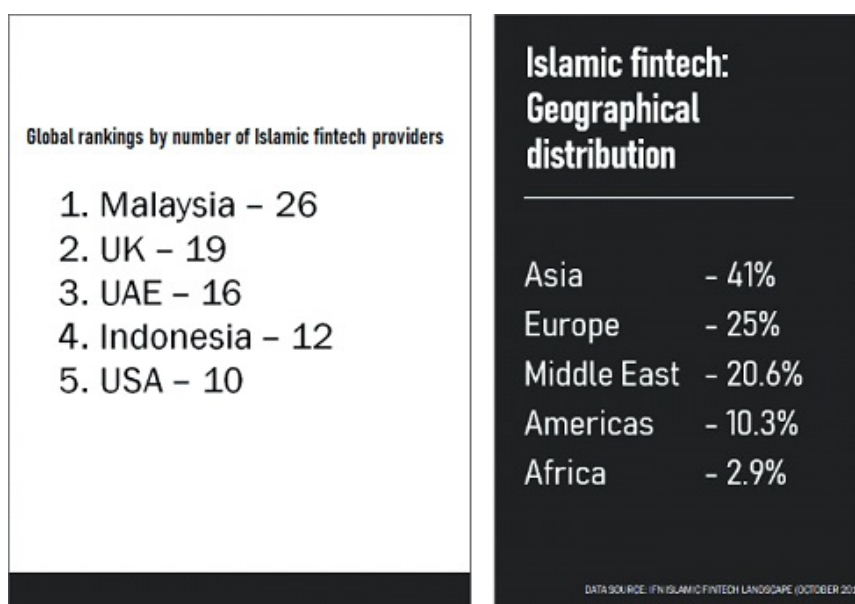 Global rankings by number of Islamic fintech providers
1. Malaysia – 26
2. UK – 19
3. UAE – 16
4. Indonesia – 12
5. USA – 10
Islamic fintech:
Geographical
distribution
Asia - 41%
Europe - 25%
Middle East - 20.6%
Americas - 10.3%
Africa - 2.9%
DATA SOURCE: IFN ISLAMIC FINTECH LANDSCAPE (OCTOBER